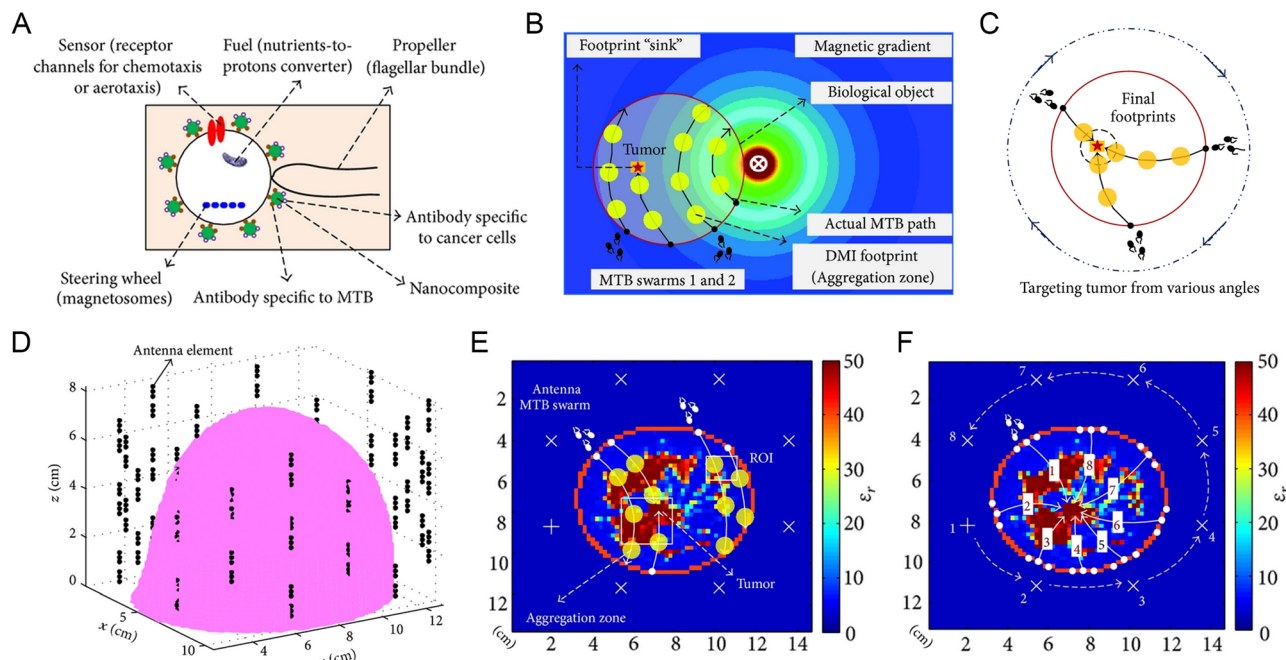 A
Sensor (receptor
channels for chemotaxis
or aerotaxis)
Fuel (nutrients-to-
protons converter)
Propeller
(flagellar bundle)
Antibody specific
to cancer cells
Steering wheel
(magnetosomes)
Antibody specific to MTB
Nanocomposite
B
Footprint “sink”
Magnetic gradient
Biological object
Tumor
Actual MTB path
DMI footprint
(Aggregation zone)
MTB swarms 1 and 2
C
Final
footprints
Targeting tumor from various angles
D
Antenna element
8
6
4
2
0
z (cm)
5
10
x (cm)
4
6
8
10
12
(cm)
E
Antenna
MTB swarm
ROI
Tumor
Aggregation zone
2
4
6
8
10
12
(cm)
2
4
6
8
10
12
14
50
40
30
20
10
0
εr
F
7
6
8
5
1
4
2
3
1
8
2
7
6
3
4
5
2
4
6
8
10
12
(cm)
2
4
6
8
10
12
14
50
40
30
20
10
0
εr